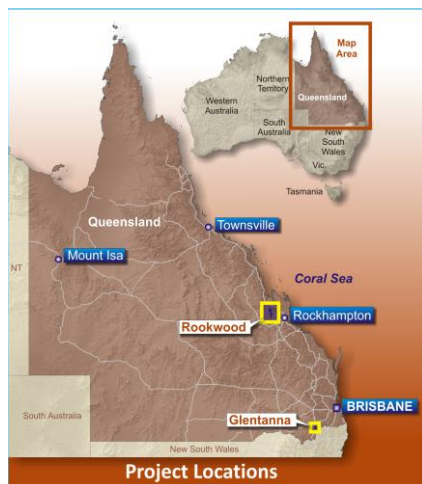 Map
Area
Northern
Territory
Queensland
Western
Australia
South
Australia
New
South
Wales
Vic.
Tasmania
Queensland
Townsville
Mount Isa
NT
Coral Sea
Rookwood
Rockhampton
BRISBANE
Glentanna
South Australia
New South Wales
Project Locations